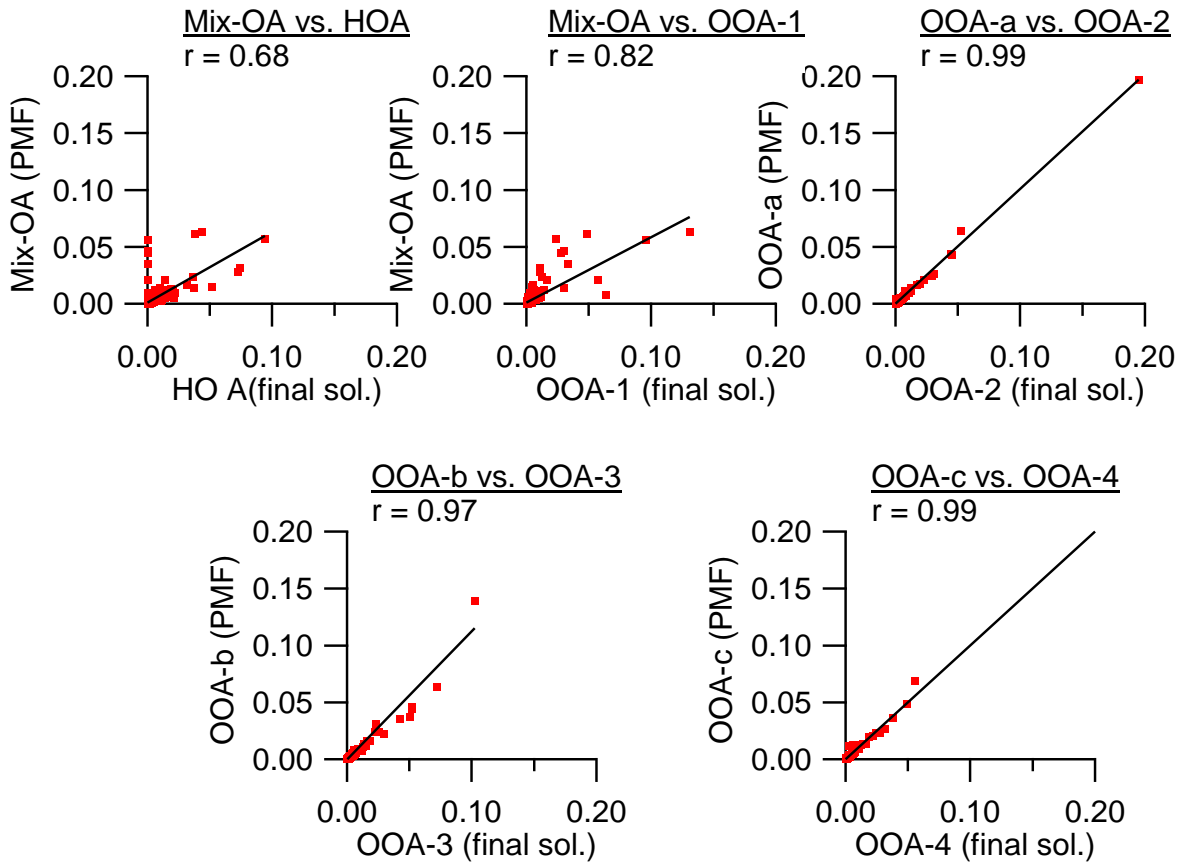 Mix-OA vs. HOA
r = 0.68
0.20
0.15
0.10
0.05
0.00
Mix-OA (PMF)
0.00 0.10 0.20
HO A(final sol.)
Mix-OA vs. OOA-1
r = 0.82
0.20
0.15
0.10
0.05
0.00
Mix-OA (PMF)
0.00 0.10 0.20
OOA-1 (final sol.)
OOA-a vs. OOA-2
r = 0.99
0.20
0.15
0.10
0.05
0.00
OOA-a (PMF)
0.00 0.10 0.20
OOA-2 (final sol.)
OOA-b vs. OOA-3
r = 0.97
0.20
0.15
0.10
0.05
0.00
OOA-b (PMF)
0.00 0.10 0.20
OOA-3 (final sol.)
OOA-c vs. OOA-4
r = 0.99
0.20
0.15
0.10
0.05
0.00
OOA-c (PMF)
0.00 0.10 0.20
OOA-4 (final sol.)